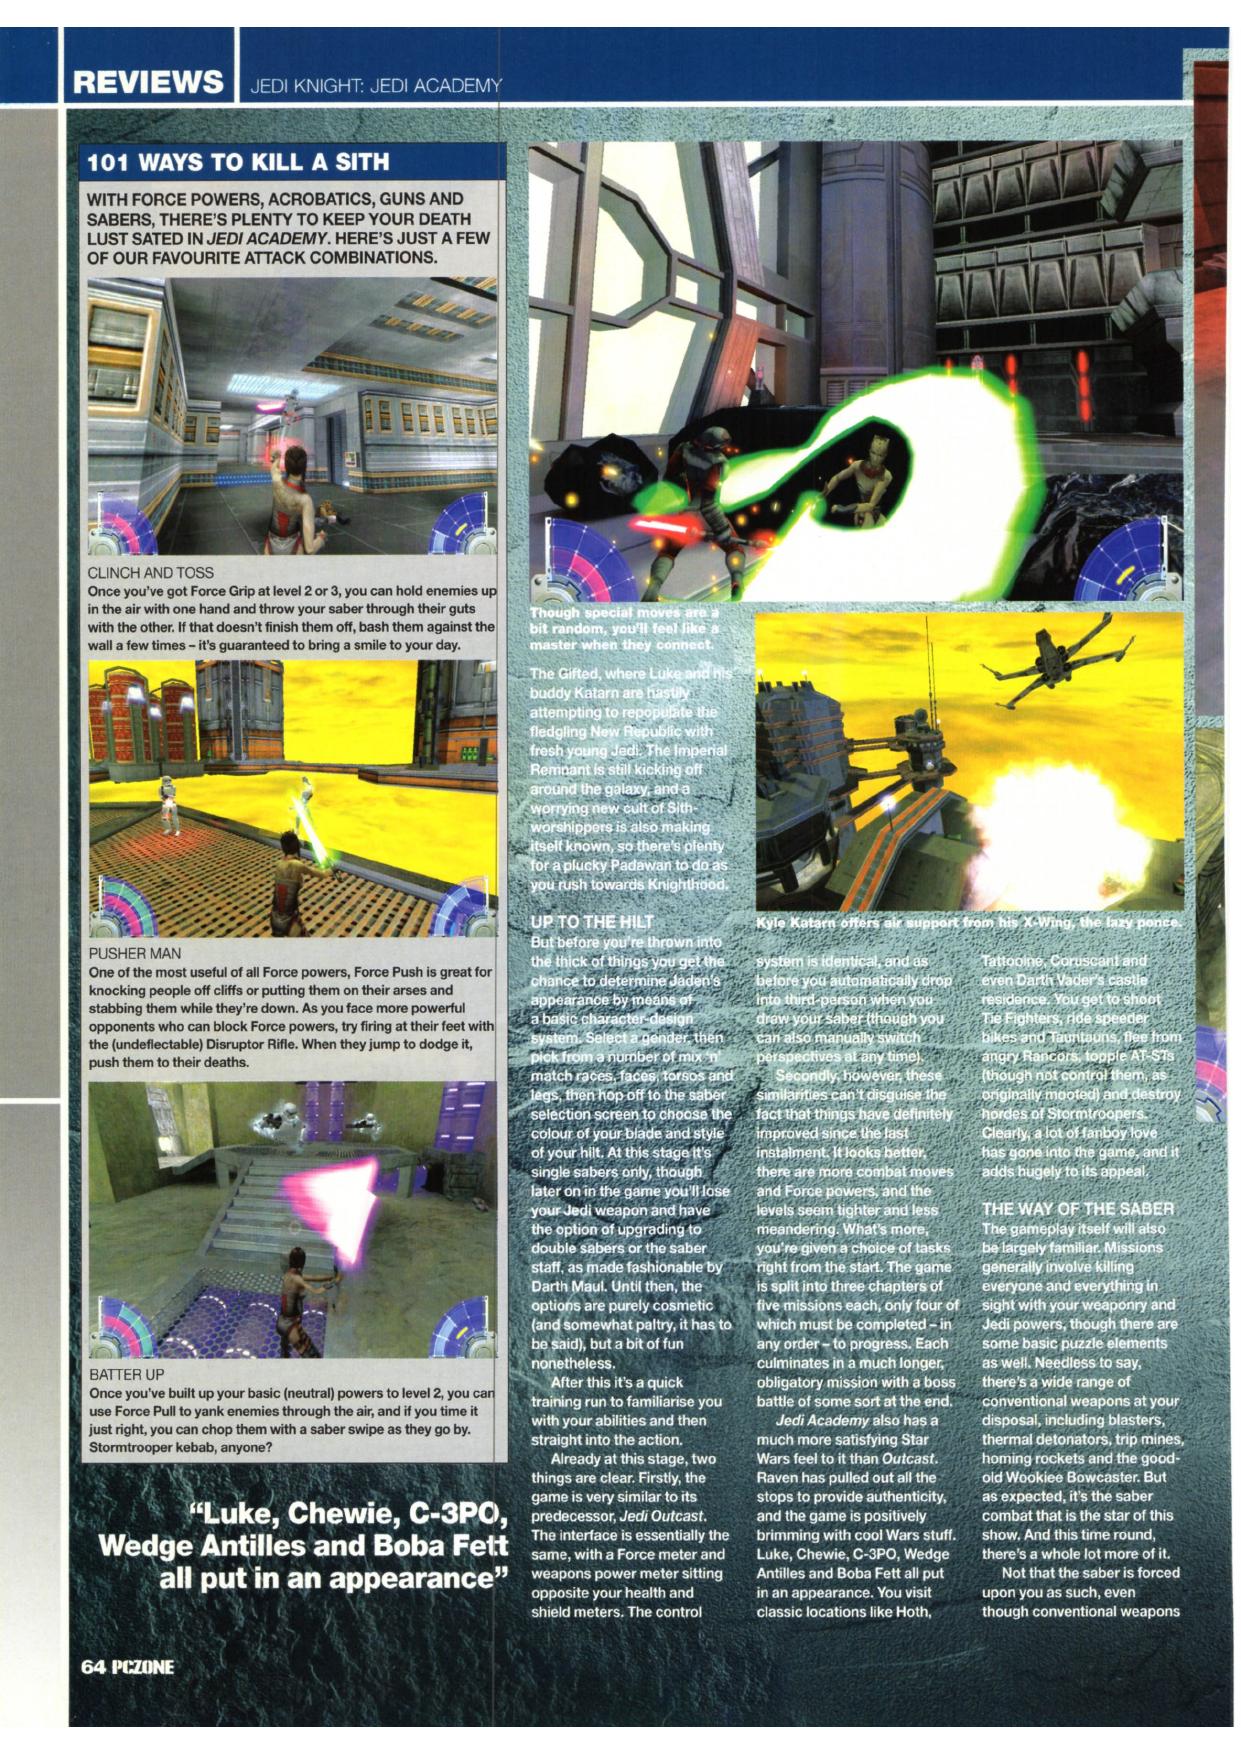 REVIEWS
JEDI KNIGHT: JEDI ACADEMY
101 WAYS TO KILL A SITH
WITH FORCE POWERS, ACROBATICS, GUNS AND
SABERS, THERE'S PLENTY TO KEEP YOUR DEATH
LUST SATED IN JEDI ACADEMY. HERE'S JUST A FEW
OF OUR FAVOURITE ATTACK COMBINATIONS.
CLINCH AND TOSS
Once you've got Force Grip at level 2 or 3, you can hold enemies up
in the air with one hand and throw your saber through their guts
with the other. If that doesn't finish them off, bash them against the
wall a few times – it's guaranteed to bring a smile to your day.
PUSHER MAN
One of the most useful of all Force powers, Force Push is great for
knocking people off cliffs or putting them on their arses and
stabbing them while they're down. As you face more powerful
opponents who can block Force powers, try firing at their feet with
the (undeflectable) Disruptor Rifle. When they jump to dodge it,
push them to their deaths.
BATTER UP
Once you've built up your basic (neutral) powers to level 2, you can
use Force Pull to yank enemies through the air, and if you time it
just right, you can chop them with a saber swipe as they go by.
Stormtrooper kebab, anyone?
"Luke, Chewie, C-3PO,
Wedge Antilles and Boba Fett
all put in an appearance"
Though special moves are a
bit random, you'll feel like a
master when they connect.
The Gifted, where Luke and his
buddy Katarn are hastily
attempting to repopulate the
fledgling New Republic with
fresh young Jedi. The Imperial
Remnant is still kicking off
around the galaxy, and a
worrying new cult of Sith-
worshippers is also making
itself known, so there's plenty
for a plucky Padawan to do as
you rush towards Knighthood.
UP TO THE HILT
But before you're thrown into
the thick of things you get the
chance to determine Jaden's
appearance by means of
a basic character-design
system. Select a gender, then
pick from a number of mix 'n'
match races, faces, torsos and
legs, then hop off to the saber
selection screen to choose the
colour of your blade and style
of your hilt. At this stage it's
single sabers only, though
later on in the game you'll lose
your Jedi weapon and have
the option of upgrading to
double sabers or the saber
staff, as made fashionable by
Darth Maul. Until then, the
options are purely cosmetic
(and somewhat paltry, it has to
be said), but a bit of fun
nonetheless.
After this it's a quick
training run to familiarise you
with your abilities and then
straight into the action.
Already at this stage, two
things are clear. Firstly, the
game is very similar to its
predecessor, Jedi Outcast.
The interface is essentially the
same, with a Force meter and
weapons power meter sitting
opposite your health and
shield meters. The control
Kyle Katarn offers air support from his X-Wing, the lazy ponce.
system is identical, and as
before you automatically drop
into third-person when you
draw your saber (though you
can also manually switch
perspectives at any time).
Secondly, however, these
similarities can't disguise the
fact that things have definitely
improved since the last
instalment. It looks better,
there are more combat moves
and Force powers, and the
levels seem tighter and less
meandering. What's more,
you're given a choice of tasks
right from the start. The game
is split into three chapters of
five missions each, only four of
which must be completed – in
any order – to progress. Each
culminates in a much longer,
obligatory mission with a boss
battle of some sort at the end.
Jedi Academy also has a
much more satisfying Star
Wars feel to it than Outcast.
Raven has pulled out all the
stops to provide authenticity,
and the game is positively
brimming with cool Wars stuff.
Luke, Chewie, C-3PO, Wedge
Antilles and Boba Fett all put
in an appearance. You visit
classic locations like Hoth,
Tattooine, Coruscant and
even Darth Vader's castle
residence. You get to shoot
Tie Fighters, ride speeder
bikes and Tauntauns, flee from
angry Rancors, topple AT-STs
(though not control them, as
originally mooted) and destroy
hordes of Stormtroopers.
Clearly, a lot of fanboy love
has gone into the game, and it
adds hugely to its appeal.
THE WAY OF THE SABER
The gameplay itself will also
be largely familiar. Missions
generally involve killing
everyone and everything in
sight with your weaponry and
Jedi powers, though there are
some basic puzzle elements
as well. Needless to say,
there's a wide range of
conventional weapons at your
disposal, including blasters,
thermal detonators, trip mines,
homing rockets and the good-
old Wookiee Bowcaster. But
as expected, it's the saber
combat that is the star of this
show. And this time round,
there's a whole lot more of it.
Not that the saber is forced
upon you as such, even
though conventional weapons
64 PCZONE